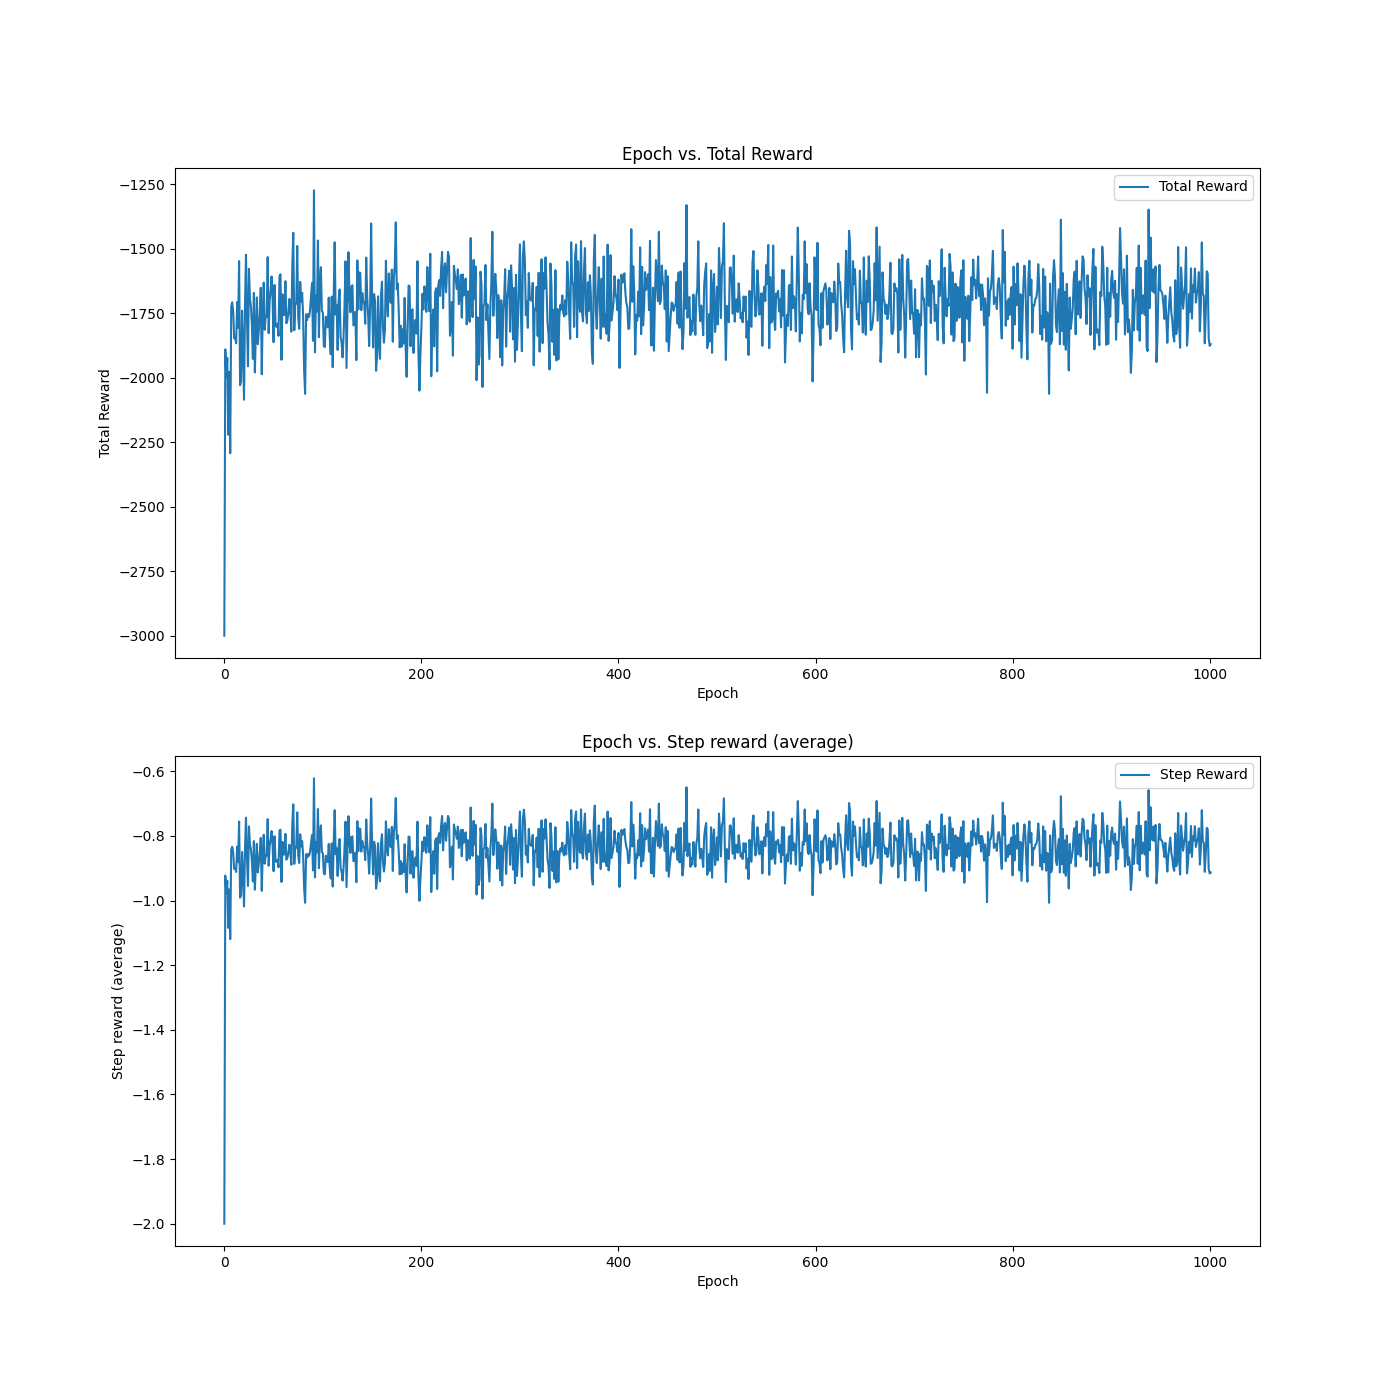 Epoch vs. Total Reward
Total Reward
−1250
−1500
−1750
−2000
−2250
−2500
−2750
−3000
Total Reward
0 200 400 600 800 1000
Epoch
Epoch vs. Step reward (average)
Step Reward
−0.6
−0.8
−1.0
−1.2
−1.4
−1.6
−1.8
−2.0
Step reward (average)
0 200 400 600 800 1000
Epoch